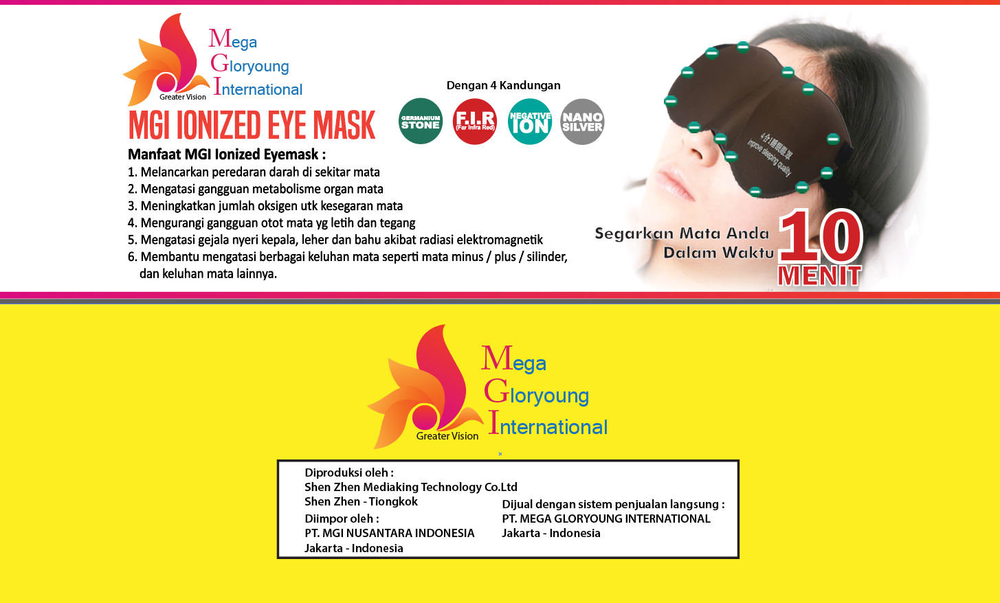 Mega
Gloryoung
International
Greater Vision
MGI IONIZED EYE MASK
Dengan 4 Kandungan
GERMANIUM
STONE
F.I.R
(Far Infra Red)
NEGATIVE
ION
NANO
SILVER
Manfaat MGI Ionized Eyemask :
1. Melancarkan peredaran darah di sekitar mata
2. Mengatasi gangguan metabolisme organ mata
3. Meningkatkan jumlah oksigen utk kesegaran mata
4. Mengurangi gangguan otot mata yg letih dan tegang
5. Mengatasi gejala nyeri kepala, leher dan bahu akibat radiasi elektromagnetik
6. Membantu mengatasi berbagai keluhan mata seperti mata minus / plus / silinder,
dan keluhan mata lainnya.
improve sleeping quality
Segarkan Mata Anda
Dalam Waktu
10
MENIT
Mega
Gloryoung
International
Greater Vision
Diproduksi oleh :
Shen Zhen Mediaking Technology Co.Ltd
Shen Zhen - Tiongkok
Diimpor oleh :
PT. MGI NUSANTARA INDONESIA
Jakarta - Indonesia
Dijual dengan sistem penjualan langsung :
PT. MEGA GLORYOUNG INTERNATIONAL
Jakarta - Indonesia